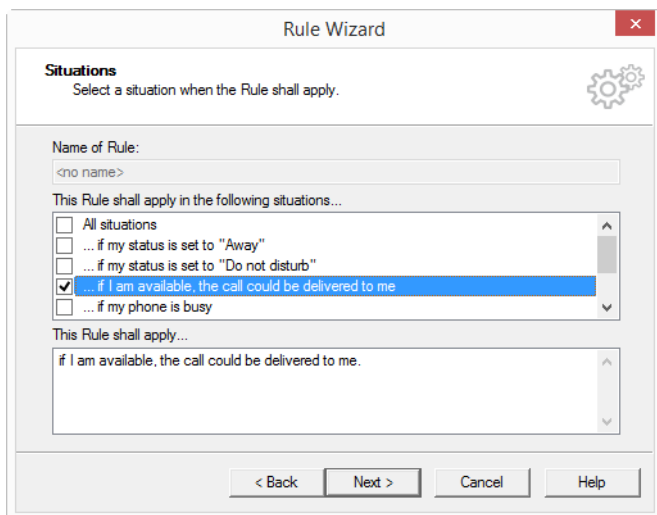 Rule Wizard
Situations
Select a situation when the Rule shall apply.
Name of Rule:
<no name>
This Rule shall apply in the following situations...
All situations
... if my status is set to "Away"
... if my status is set to "Do not disturb"
... if I am available, the call could be delivered to me
... if my phone is busy
This Rule shall apply...
if I am available, the call could be delivered to me.
< Back Next > Cancel Help